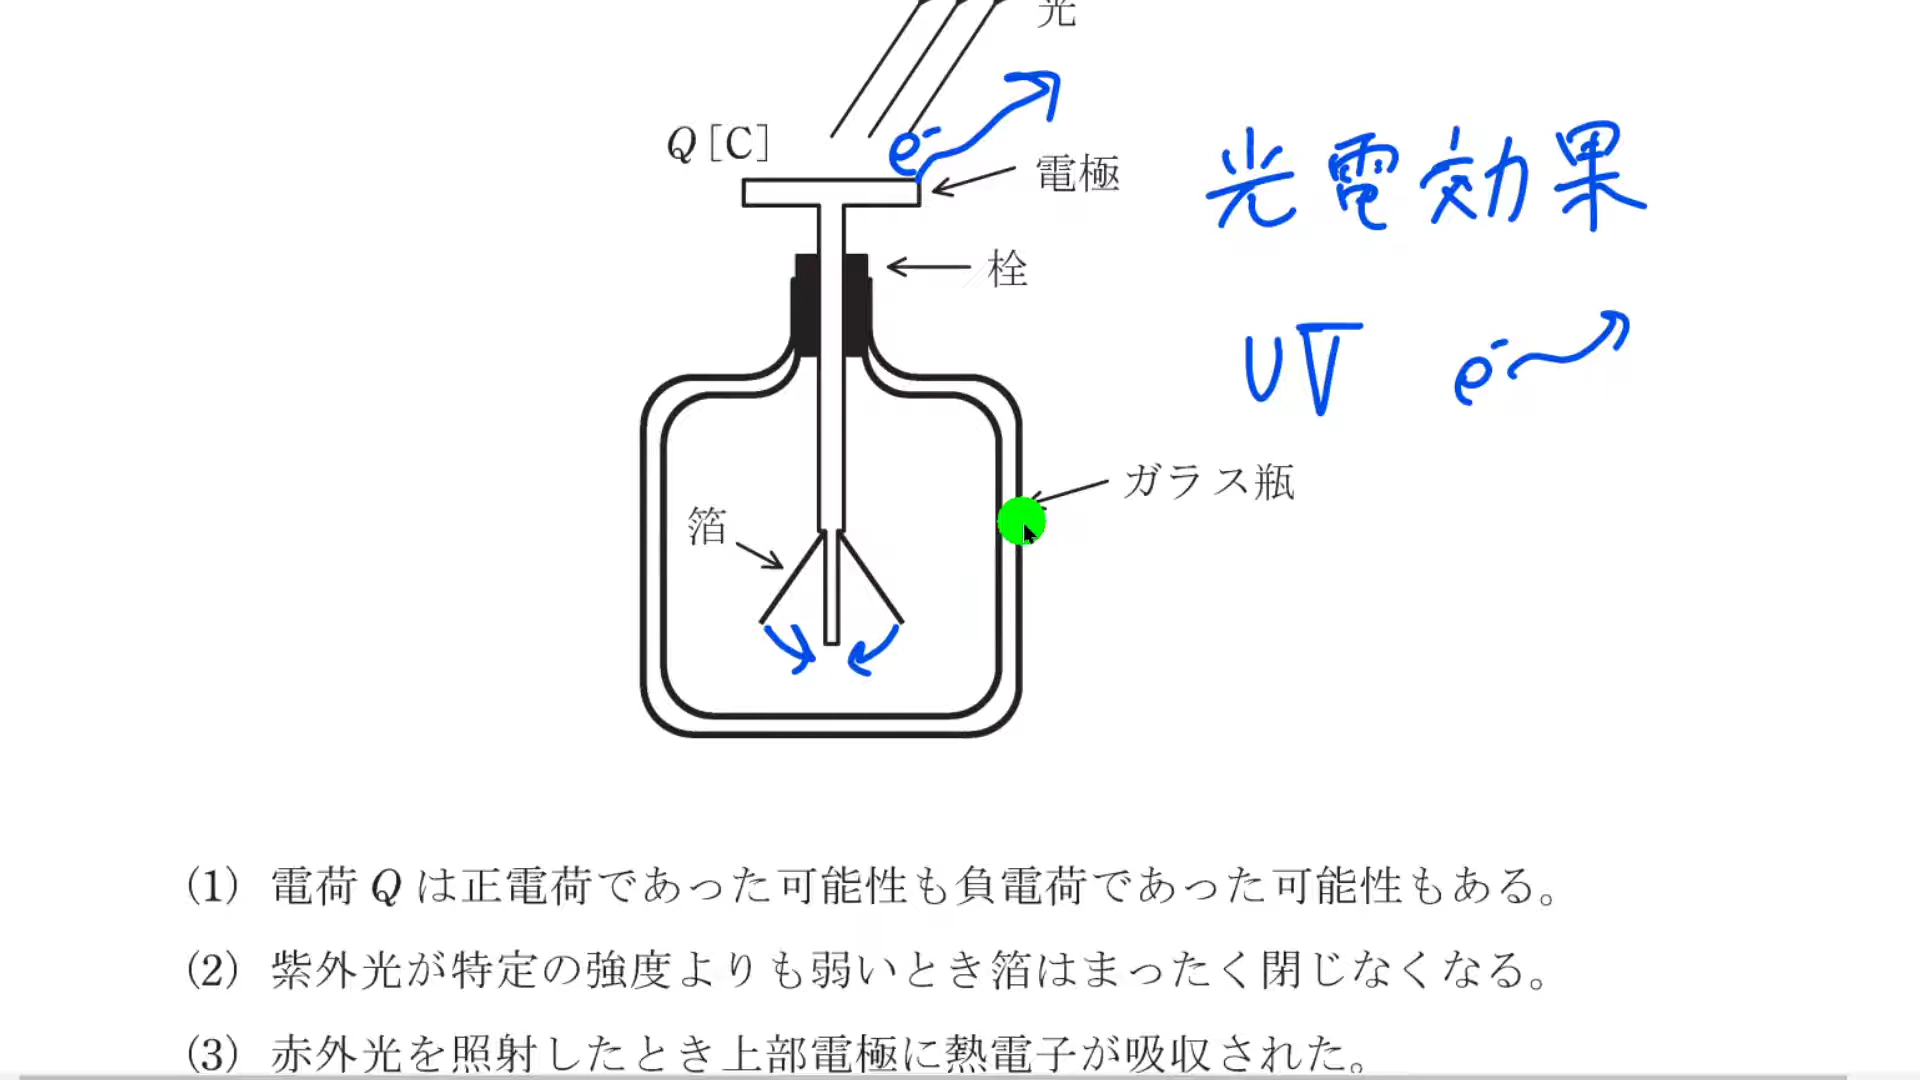 光
e⁻
Q[C]
電極
光電効果
栓
UV e⁻
ガラス瓶
箔
(1) 電荷 Q は正電荷であった可能性も負電荷であった可能性もある。
(2) 紫外光が特定の強度よりも弱いとき箔はまったく閉じなくなる。
(3) 赤外光を照射したとき上部電極に熱電子が吸収された。